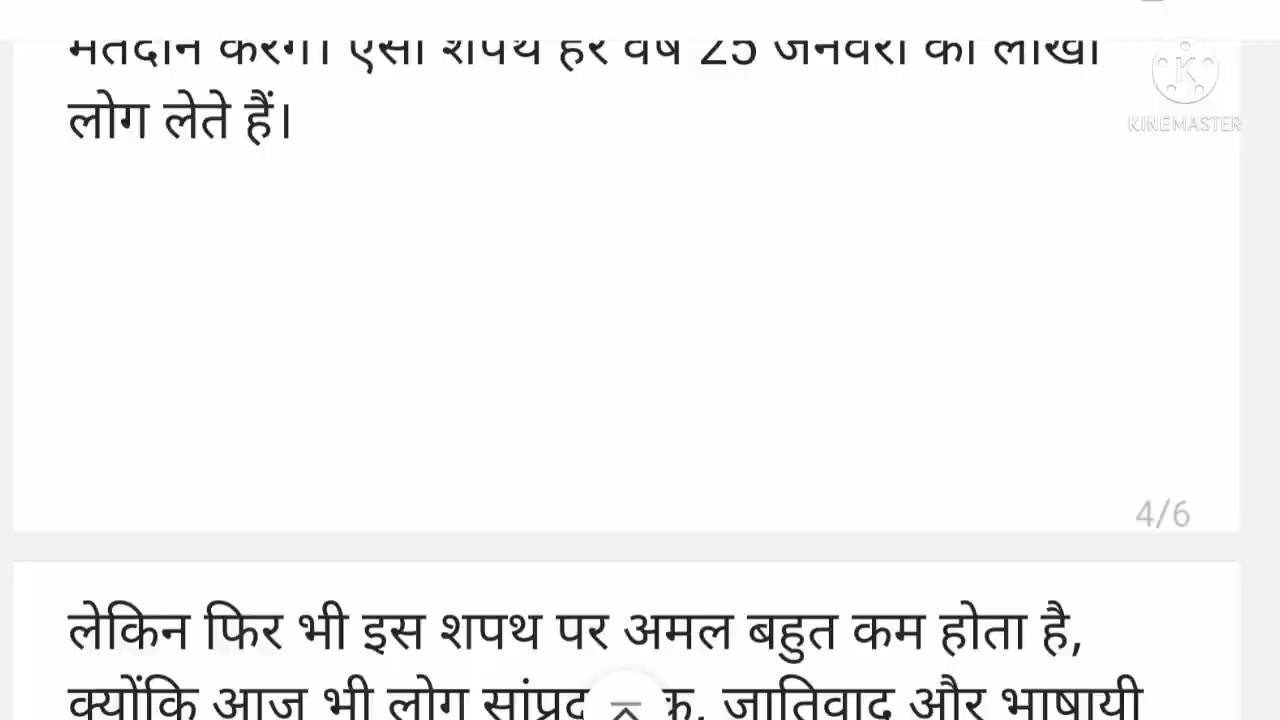 मतदान करेंगे। ऐसी शपथ हर वर्ष 25 जनवरी को लाखों
लोग लेते हैं।
KINEMASTER
4/6
लेकिन फिर भी इस शपथ पर अमल बहुत कम होता है,
क्योंकि आज भी लोग जातिवाद और भाषायी